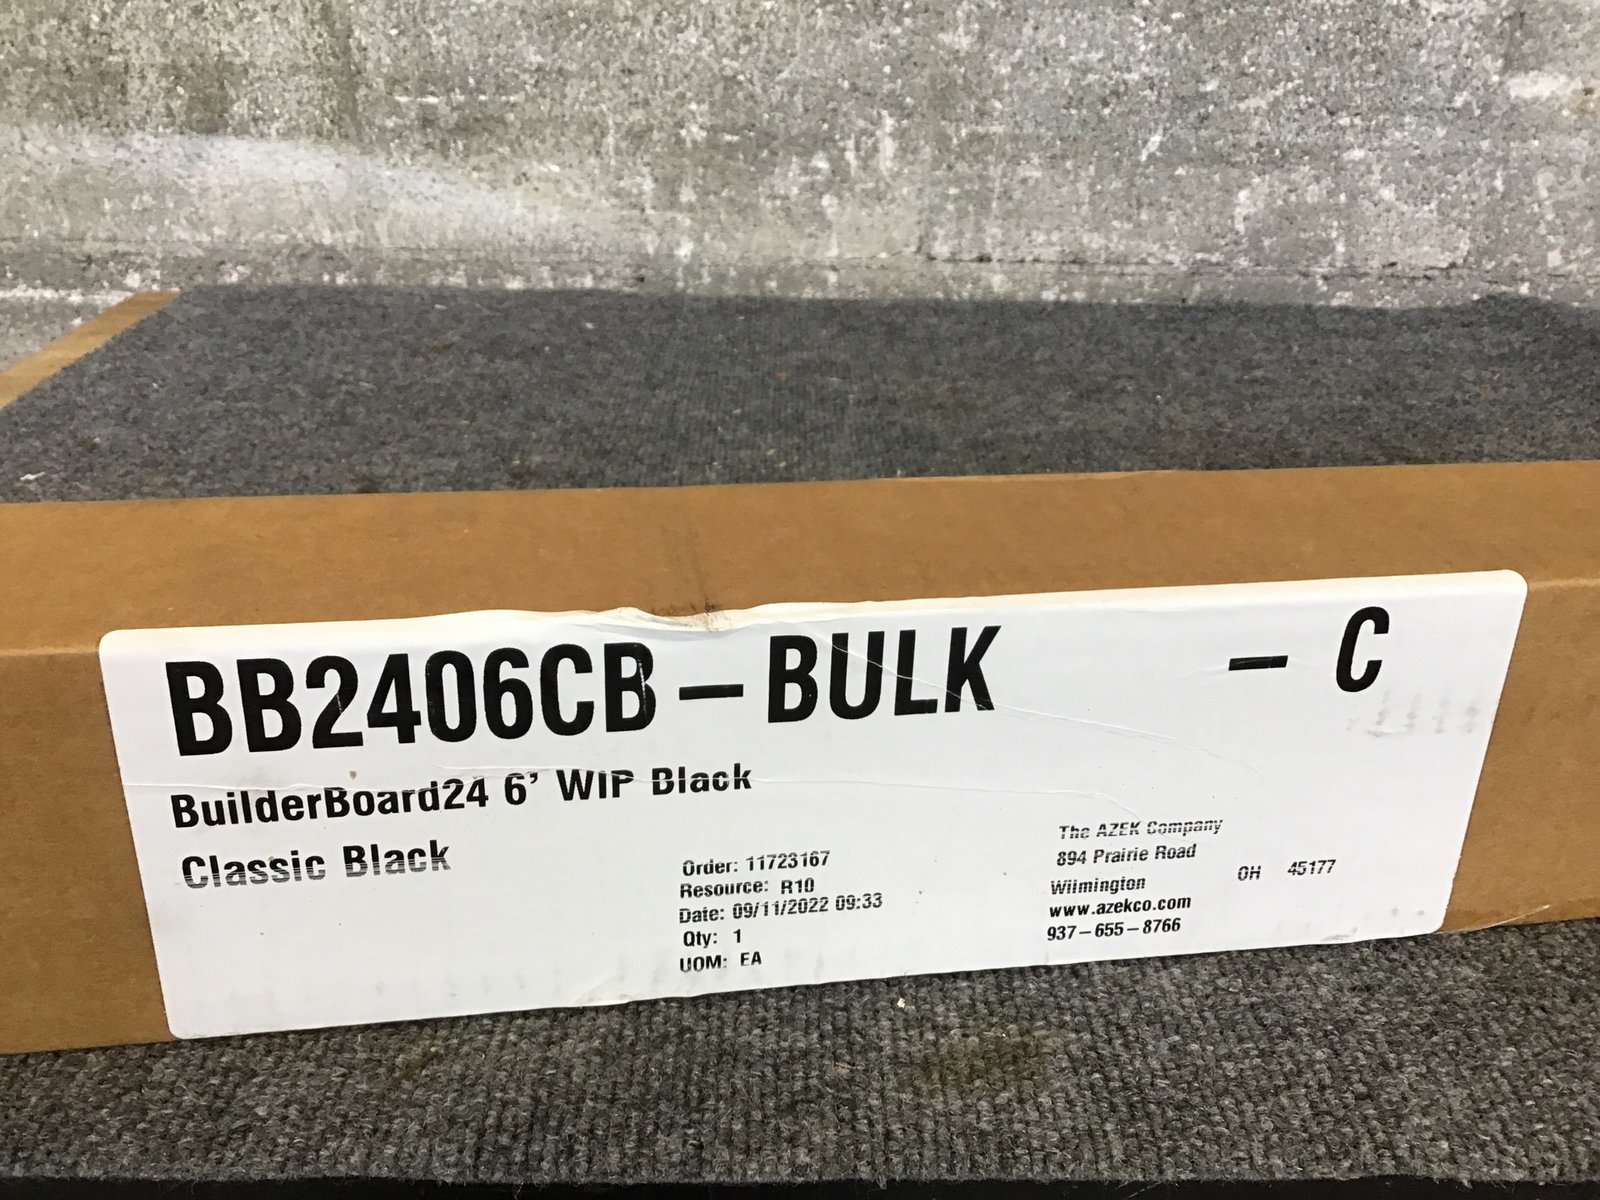 BB2406CB-BULK - C
BuilderBoard24 6' WIP Black
Classic Black
Order: 11723167
Resource: R10
Date: 09/11/2022 09:33
Qty: 1
UOM: EA
The AZEK Company
894 Prairie Road
Wilmington OH 45177
www.azekco.com
937-655-8766